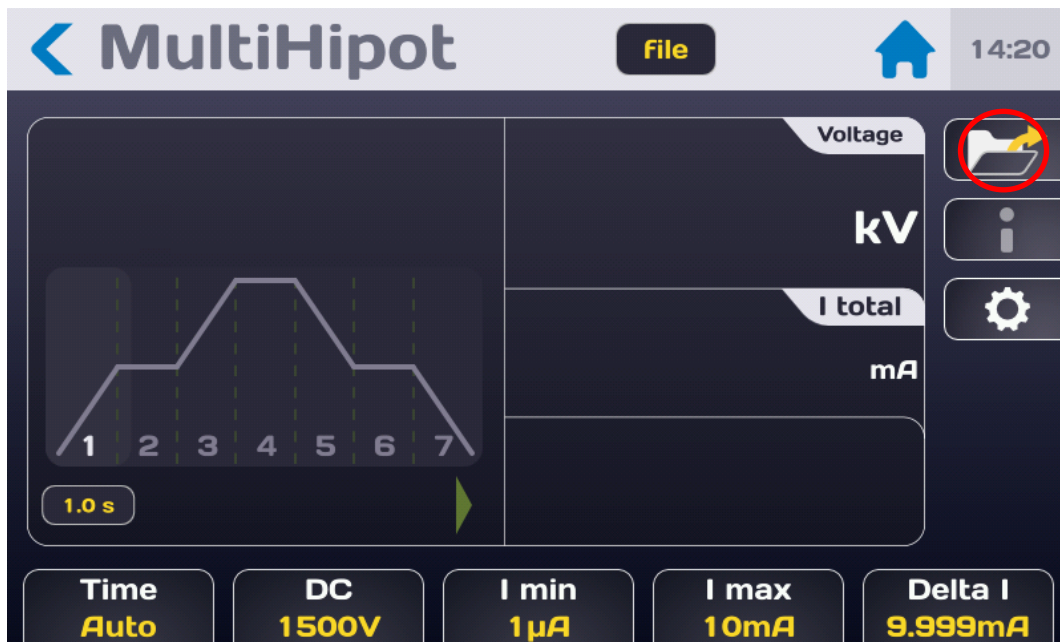 MultiHipot
file
14:20
Voltage
kV
I total
mA
1 2 3 4 5 6 7
1.0 s
Time
Auto
DC
1500V
I min
1µA
I max
10mA
Delta I
9.999mA